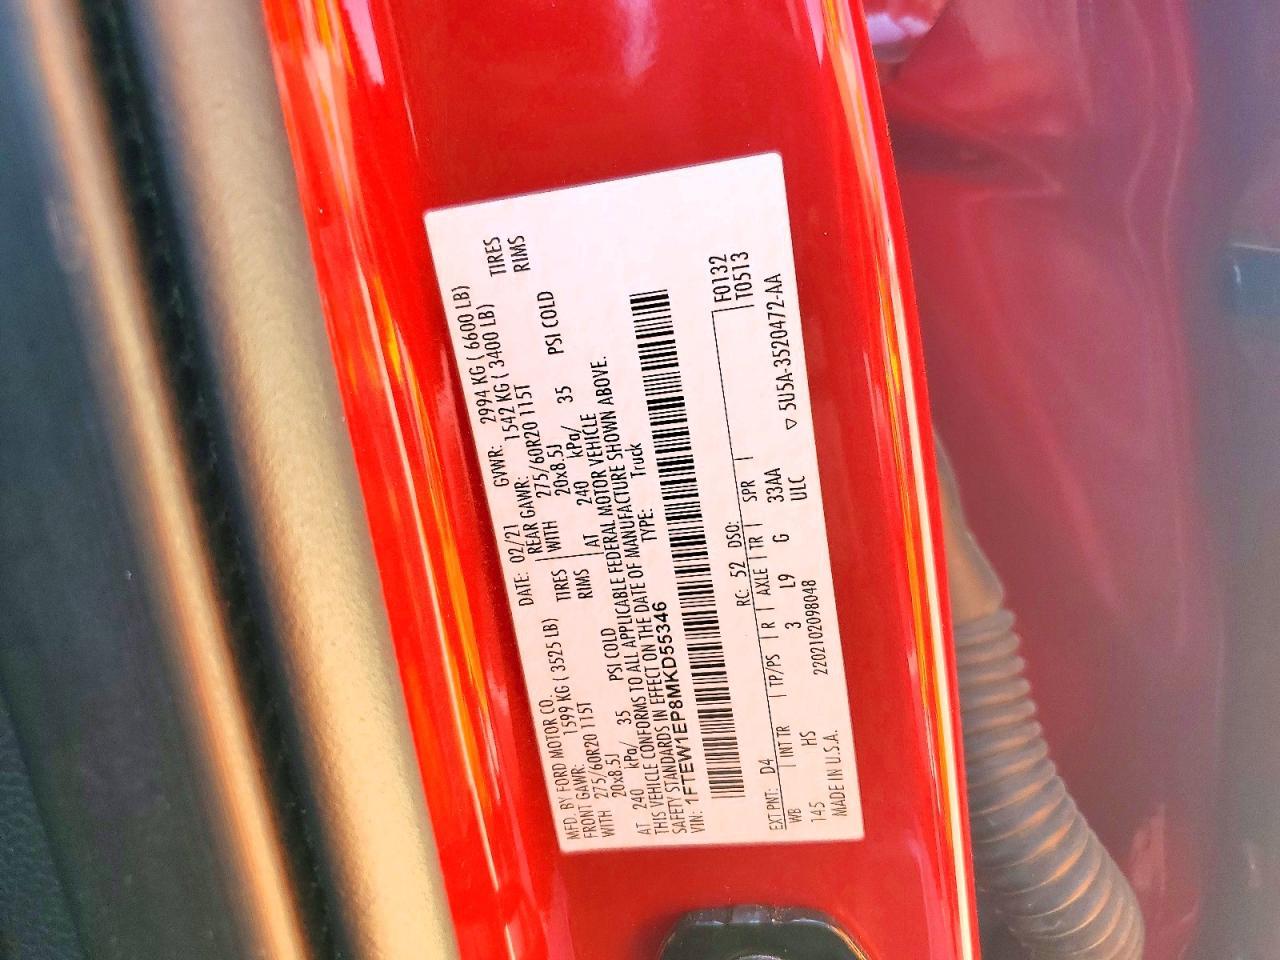 MFD. BY FORD MOTOR CO.
DATE: 02/21 GVWR: 2994 KG ( 6600 LB)
FRONT GAWR: 1599 KG ( 3525 LB) REAR GAWR: 1542 KG ( 3400 LB)
WITH 275/60R20 115T TIRES WITH 275/60R20 115T TIRES
20x8.5J RIMS 20x8.5J RIMS
AT 240 kPa/ 35 PSI COLD AT 240 kPa/ 35 PSI COLD
THIS VEHICLE CONFORMS TO ALL APPLICABLE FEDERAL MOTOR VEHICLE
SAFETY STANDARDS IN EFFECT ON THE DATE OF MANUFACTURE SHOWN ABOVE.
VIN: 1FTEW1EP8MKD55346 TYPE: Truck
F0132
T0513
EXT PNT: D4 RC: 52 DSO:
WB INT TR TP/PS R AXLE TR SPR
145 HS 3 L9 G 33AA
MADE IN U.S.A. 2202102098048 ULC ▽ 5U5A-3520472-AA